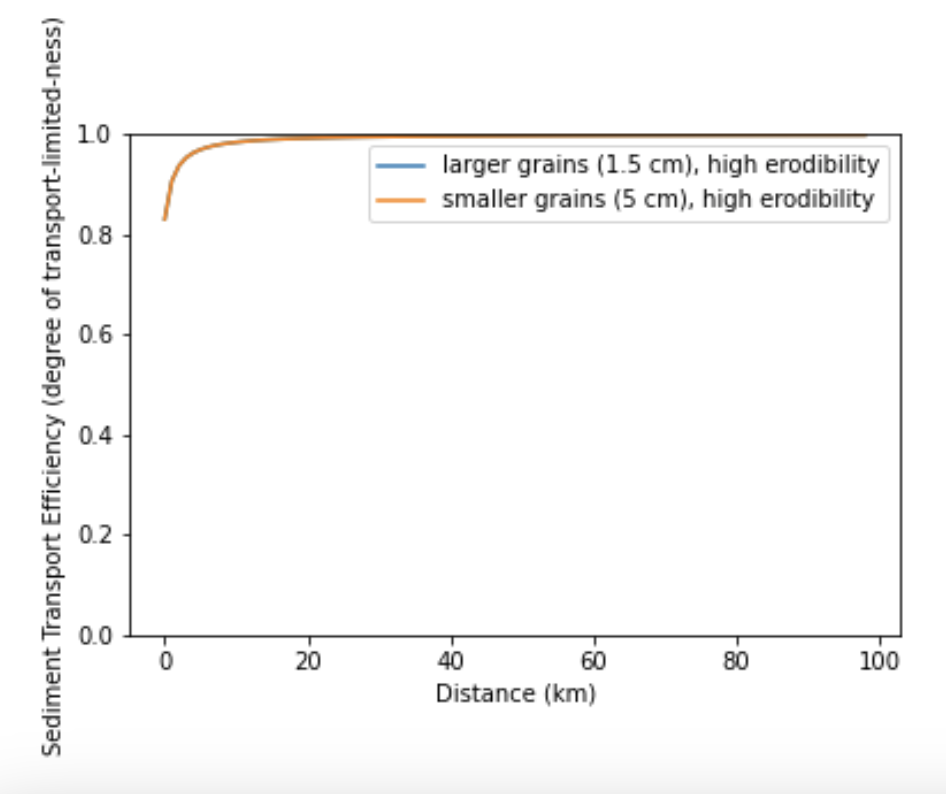 Sediment Transport Efficiency (degree of transport-limited-ness)
1.0
0.8
0.6
0.4
0.2
0.0
larger grains (1.5 cm), high erodibility
smaller grains (5 cm), high erodibility
0 20 40 60 80 100
Distance (km)